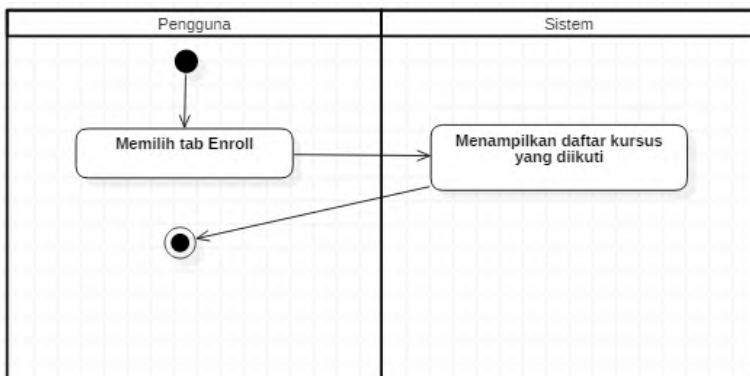 Pengguna
Sistem
Memilih tab Enroll
Menampilkan daftar kursus
yang diikuti